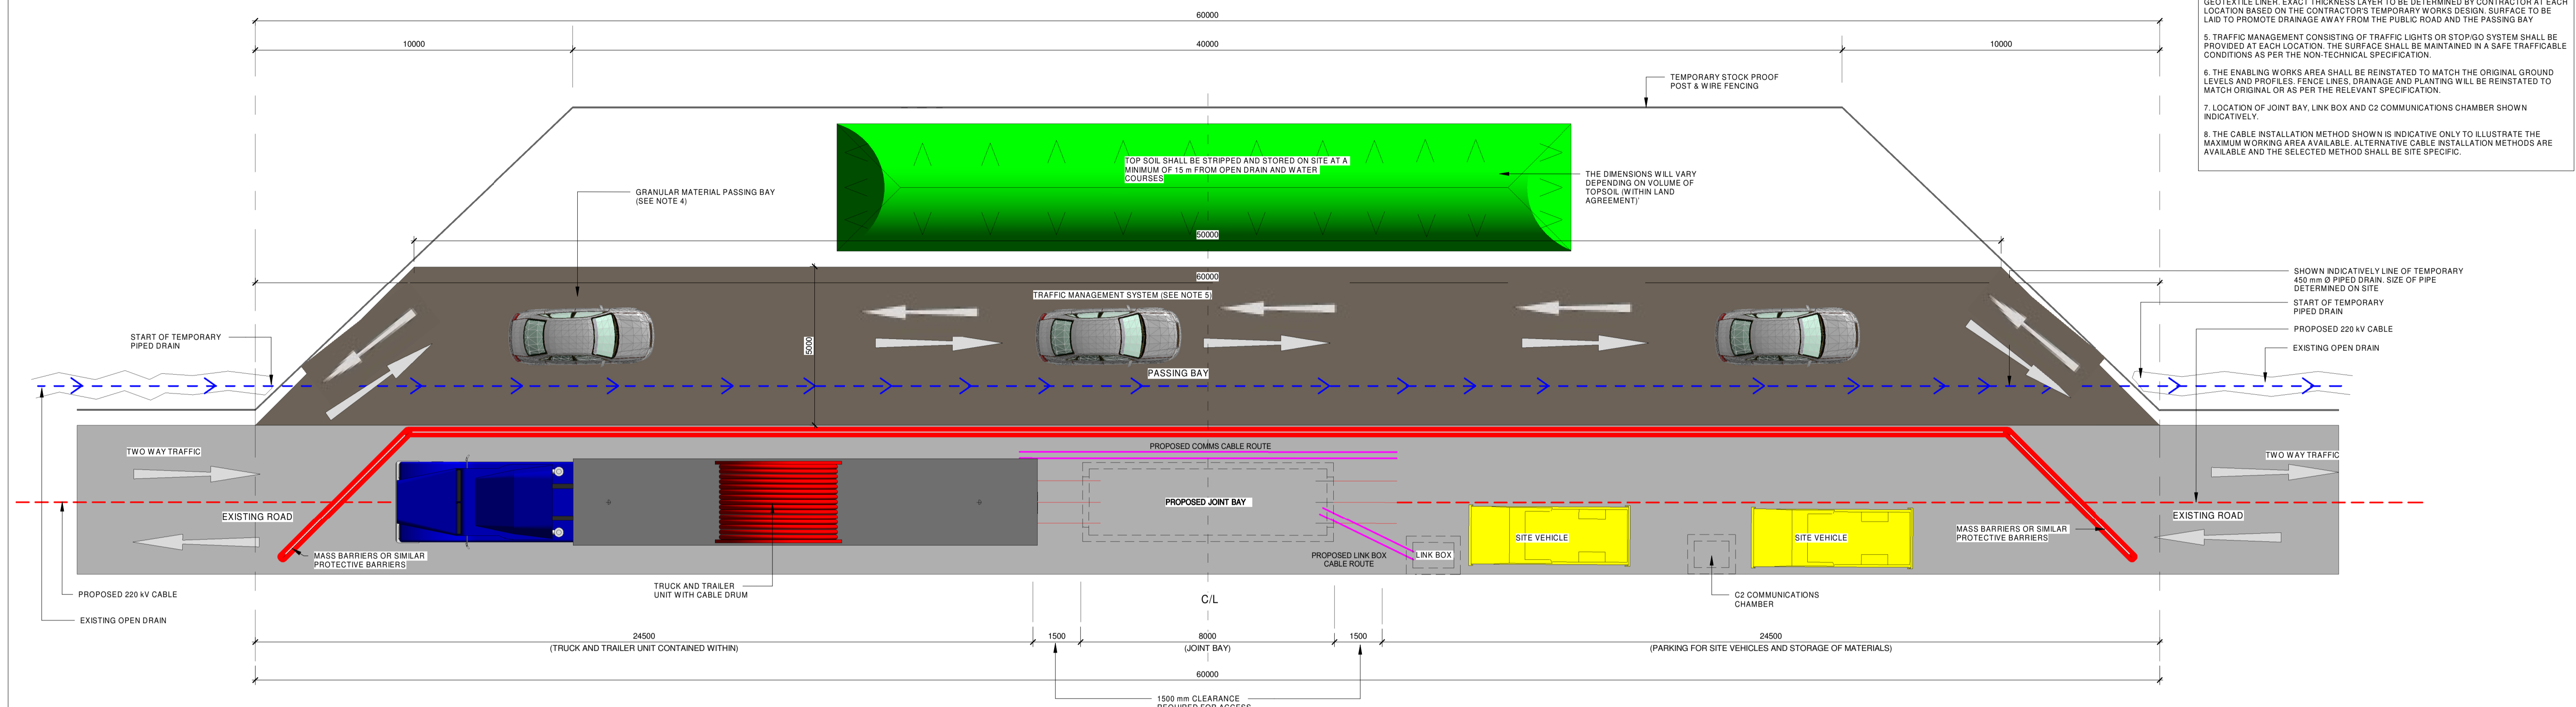 60000
10000
40000
10000
GEOTEXTILE LINER. EXACT THICKNESS LAYER TO BE DETERMINED BY CONTRACTOR AT EACH
LOCATION BASED ON THE CONTRACTOR'S TEMPORARY WORKS DESIGN. SURFACE TO BE
LAID TO PROMOTE DRAINAGE AWAY FROM THE PUBLIC ROAD AND THE PASSING BAY
5. TRAFFIC MANAGEMENT CONSISTING OF TRAFFIC LIGHTS OR STOP/GO SYSTEM SHALL BE
PROVIDED AT EACH LOCATION. THE SURFACE SHALL BE MAINTAINED IN A SAFE TRAFFICABLE
CONDITIONS AS PER THE NON-TECHNICAL SPECIFICATION.
6. THE ENABLING WORKS AREA SHALL BE REINSTATED TO MATCH THE ORIGINAL GROUND
LEVELS AND PROFILES. FENCE LINES, DRAINAGE AND PLANTING WILL BE REINSTATED TO
MATCH ORIGINAL OR AS PER THE RELEVANT SPECIFICATION.
7. LOCATION OF JOINT BAY, LINK BOX AND C2 COMMUNICATIONS CHAMBER SHOWN
INDICATIVELY.
8. THE CABLE INSTALLATION METHOD SHOWN IS INDICATIVE ONLY TO ILLUSTRATE THE
MAXIMUM WORKING AREA AVAILABLE. ALTERNATIVE CABLE INSTALLATION METHODS ARE
AVAILABLE AND THE SELECTED METHOD SHALL BE SITE SPECIFIC.
TEMPORARY STOCK PROOF
POST & WIRE FENCING
TOP SOIL SHALL BE STRIPPED AND STORED ON SITE AT A
MINIMUM OF 15 m FROM OPEN DRAIN AND WATER
COURSES
THE DIMENSIONS WILL VARY
DEPENDING ON VOLUME OF
TOPSOIL (WITHIN LAND
AGREEMENT)'
GRANULAR MATERIAL PASSING BAY
(SEE NOTE 4)
50000
60000
TRAFFIC MANAGEMENT SYSTEM (SEE NOTE 5)
5000
PASSING BAY
SHOWN INDICATIVELY LINE OF TEMPORARY
450 mm Ø PIPED DRAIN. SIZE OF PIPE
DETERMINED ON SITE
START OF TEMPORARY
PIPED DRAIN
PROPOSED 220 kV CABLE
EXISTING OPEN DRAIN
START OF TEMPORARY
PIPED DRAIN
TWO WAY TRAFFIC
EXISTING ROAD
MASS BARRIERS OR SIMILAR
PROTECTIVE BARRIERS
PROPOSED COMMS CABLE ROUTE
PROPOSED JOINT BAY
PROPOSED LINK BOX
CABLE ROUTE
LINK BOX
SITE VEHICLE
SITE VEHICLE
MASS BARRIERS OR SIMILAR
PROTECTIVE BARRIERS
TWO WAY TRAFFIC
EXISTING ROAD
PROPOSED 220 kV CABLE
EXISTING OPEN DRAIN
TRUCK AND TRAILER
UNIT WITH CABLE DRUM
C/L
C2 COMMUNICATIONS
CHAMBER
24500
(TRUCK AND TRAILER UNIT CONTAINED WITHIN)
1500
8000
(JOINT BAY)
1500
24500
(PARKING FOR SITE VEHICLES AND STORAGE OF MATERIALS)
60000
1500 mm CLEARANCE
REQUIRED FOR ACCESS